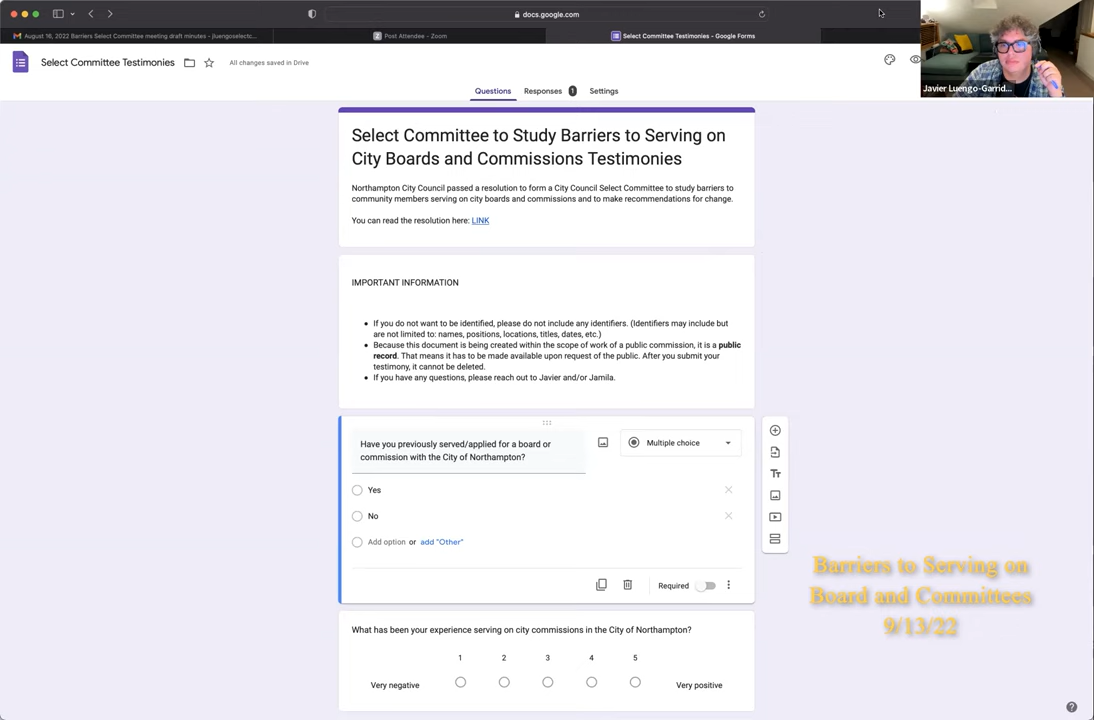 docs.google.com
August 16, 2022 Barriers Select Committee meeting draft minutes - jluengoselectc...
Post Attendee - Zoom
Select Committee Testimonies - Google Forms
Select Committee Testimonies
All changes saved in Drive
Javier Luengo-Garrid...
Questions
Responses
1
Settings
Select Committee to Study Barriers to Serving on
City Boards and Commissions Testimonies
Northampton City Council passed a resolution to form a City Council Select Committee to study barriers to
community members serving on city boards and commissions and to make recommendations for change.
You can read the resolution here: LINK
IMPORTANT INFORMATION
If you do not want to be identified, please do not include any identifiers. (Identifiers may include but
are not limited to: names, positions, locations, titles, dates, etc.)
Because this document is being created within the scope of work of a public commission, it is a public
record. That means it has to be made available upon request of the public. After you submit your
testimony, it cannot be deleted.
If you have any questions, please reach out to Javier and/or Jamila.
Have you previously served/applied for a board or
commission with the City of Northampton?
Multiple choice
Yes
No
Add option or add "Other"
Required
Barriers to Serving on
Board and Committees
9/13/22
What has been your experience serving on city commissions in the City of Northampton?
1 2 3 4 5
Very negative
Very positive